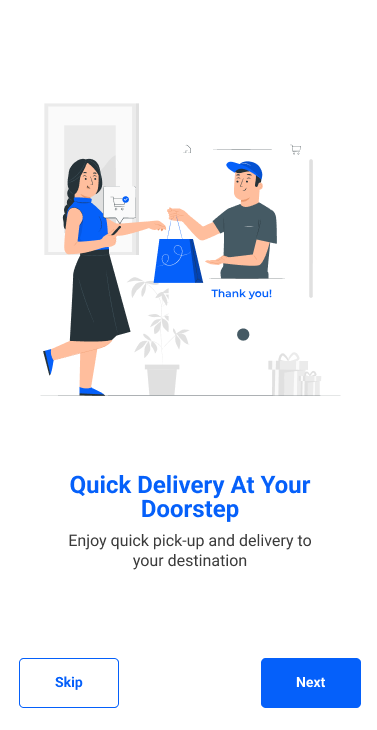 Thank you!
Quick Delivery At Your
Doorstep
Enjoy quick pick-up and delivery to
your destination
Skip
Next